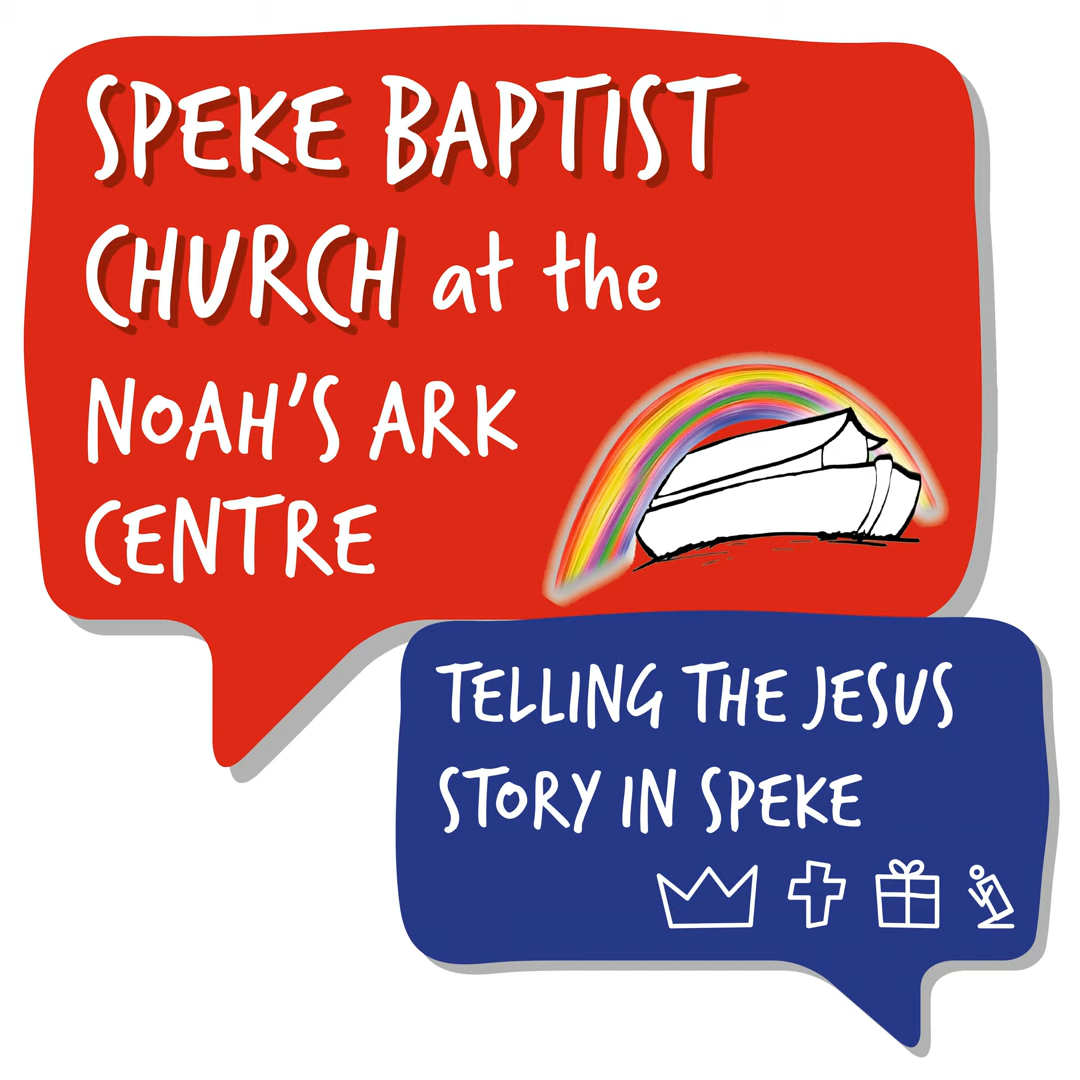 SPEKE BAPTIST
CHURCH at the
NOAH'S ARK
CENTRE
TELLING THE JESUS
STORY IN SPEKE